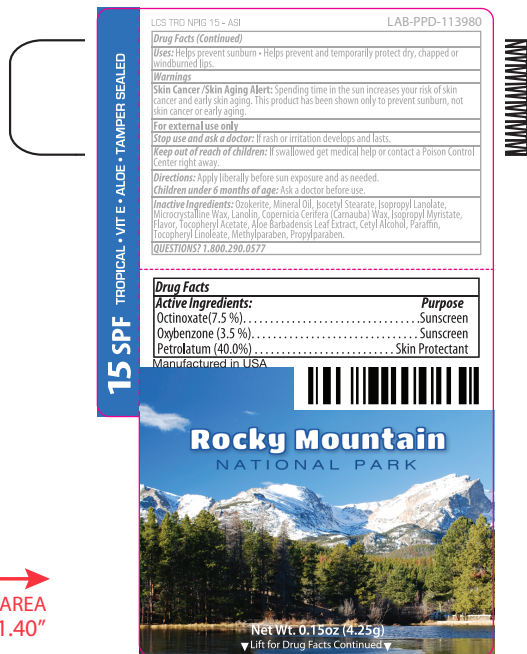 LCS TRO NPIG 15 - ASI
LAB-PPD-113980
Drug Facts (Continued)
Uses: Helps prevent sunburn • Helps prevent and temporarily protect dry, chapped or
windburned lips.
Warnings
Skin Cancer /Skin Aging Alert: Spending time in the sun increases your risk of skin
cancer and early skin aging. This product has been shown only to prevent sunburn, not
skin cancer or early aging.
For external use only
Stop use and ask a doctor: If rash or irritation develops and lasts.
Keep out of reach of children: If swallowed get medical help or contact a Poison Control
Center right away.
Directions: Apply liberally before sun exposure and as needed.
Children under 6 months of age: Ask a doctor before use.
Inactive Ingredients: Ozokerite, Mineral Oil, Isocetyl Stearate, Isopropyl Lanolate,
Microcrystalline Wax, Lanolin, Copernicia Cerifera (Carnauba) Wax, Isopropyl Myristate,
Flavor, Tocopheryl Acetate, Aloe Barbadensis Leaf Extract, Cetyl Alcohol, Paraffin,
Tocopheryl Linoleate, Methylparaben, Propylparaben.
QUESTIONS? 1.800.290.0577
15 SPF TROPICAL • VIT E • ALOE • TAMPER SEALED
Drug Facts
Active Ingredients: Purpose
Octinoxate(7.5 %)............................Sunscreen
Oxybenzone (3.5 %)............................Sunscreen
Petrolatum (40.0%)..........................Skin Protectant
Manufactured in USA
Rocky Mountain
NATIONAL PARK
AREA
1.40”
Net Wt. 0.15oz (4.25g)
▼Lift for Drug Facts Continued▼